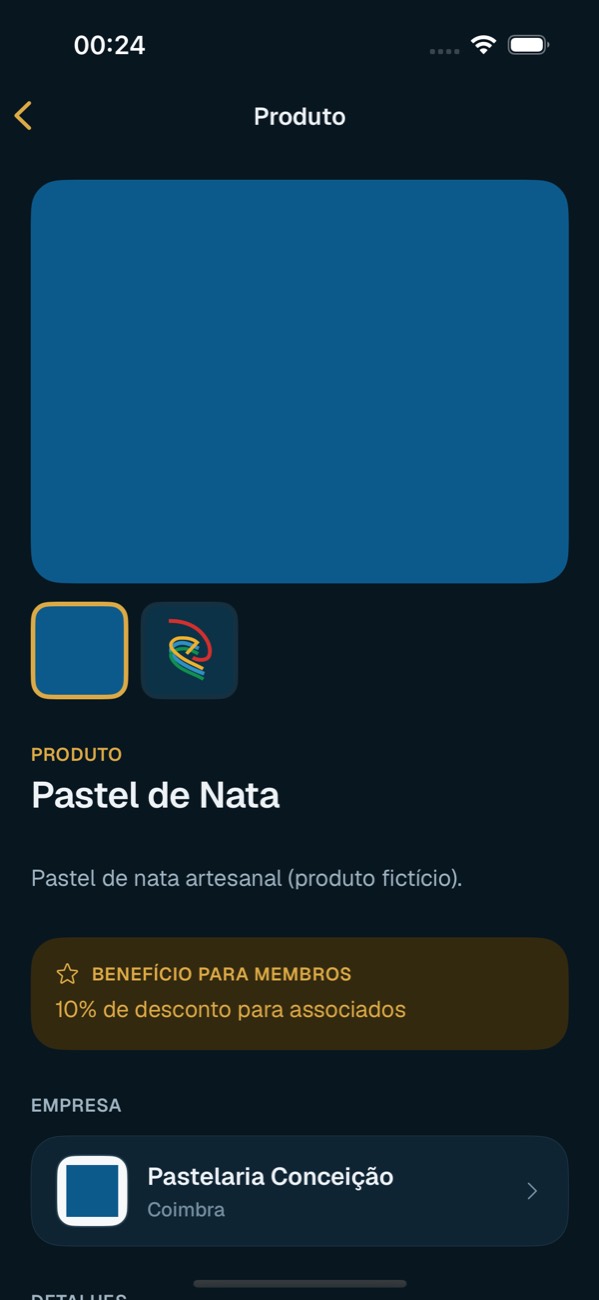 00:24
Produto
PRODUTO
Pastel de Nata
Pastel de nata artesanal (produto fictício).
BENEFÍCIO PARA MEMBROS
10% de desconto para associados
EMPRESA
Pastelaria Conceição
Coimbra
DETALHES